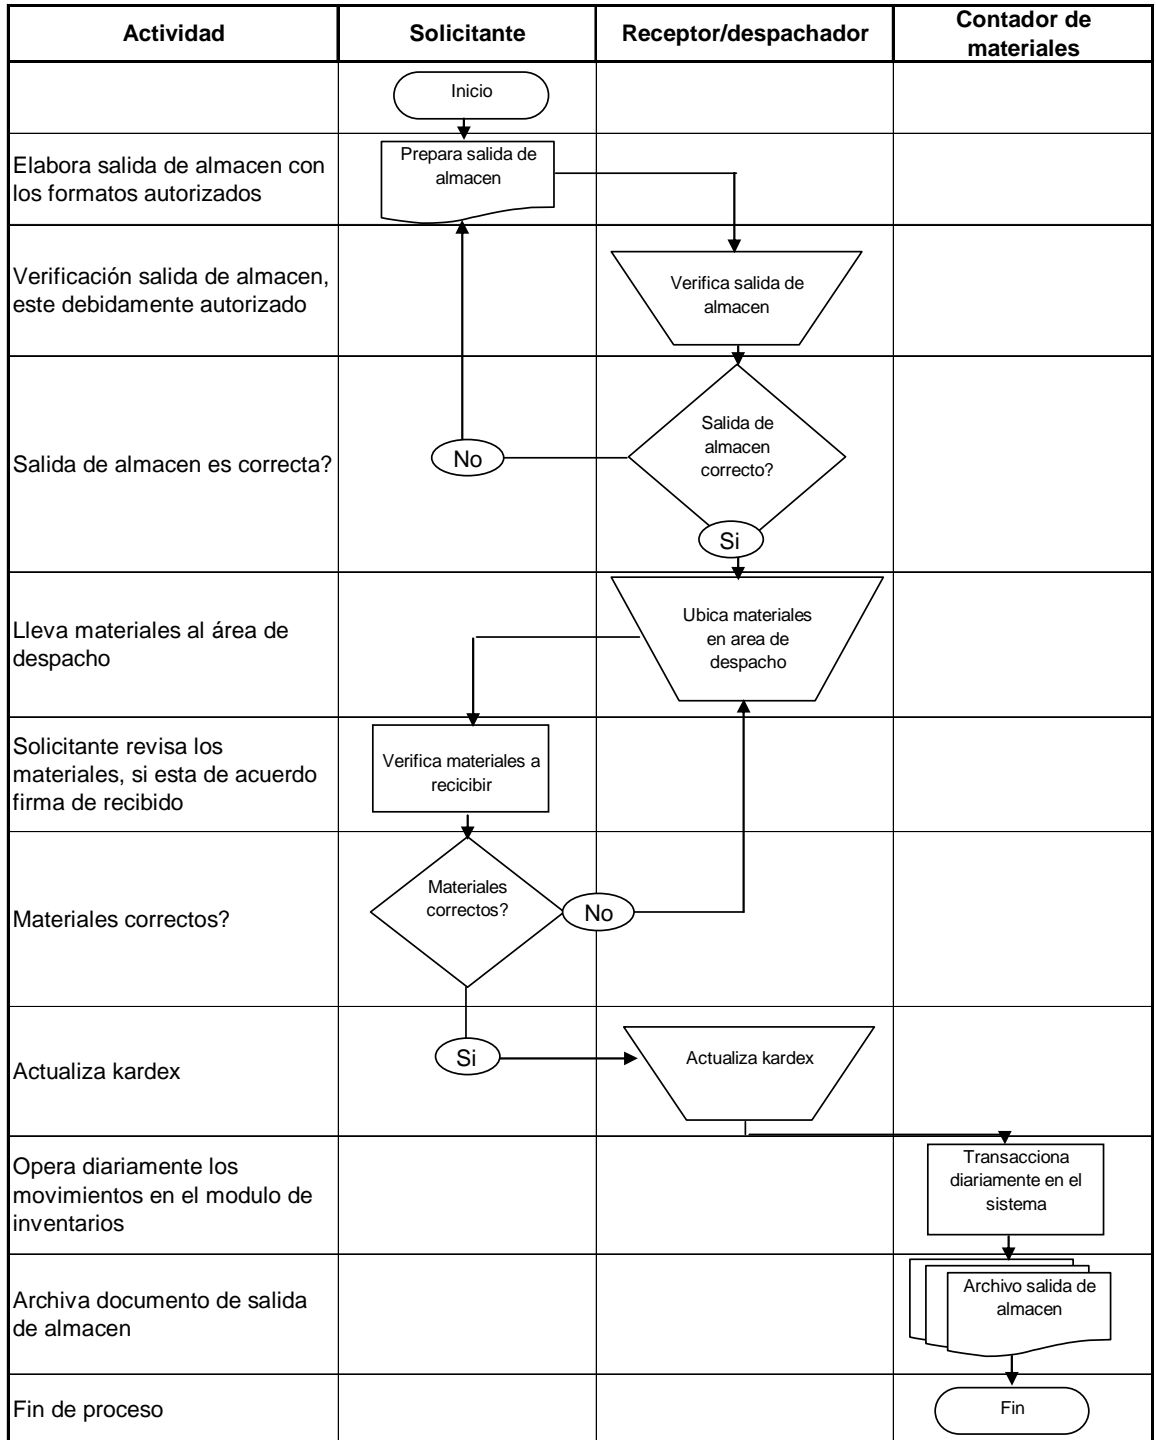 Actividad
Solicitante
Receptor/despachador
Contador de
materiales
Inicio
Elabora salida de almacen con
los formatos autorizados
Prepara salida de
almacen
Verificación salida de almacen,
este debidamente autorizado
Verifica salida de
almacen
Salida de almacen es correcta?
No
Salida de
almacen
correcto?
Si
Lleva materiales al área de
despacho
Ubica materiales
en area de
despacho
Solicitante revisa los
materiales, si esta de acuerdo
firma de recibido
Verifica materiales a
recicibir
Materiales correctos?
Materiales
correctos?
No
Actualiza kardex
Si
Actualiza kardex
Opera diariamente los
movimientos en el modulo de
inventarios
Transacciona
diariamente en el
sistema
Archiva documento de salida
de almacen
Archivo salida de
almacen
Fin de proceso
Fin